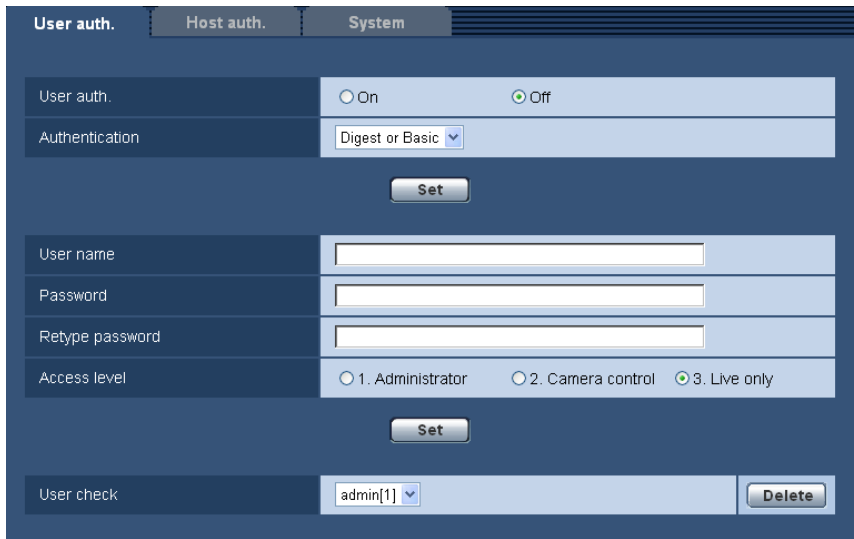 User auth. Host auth. System
User auth. On Off
Authentication Digest or Basic
Set
User name
Password
Retype password
Access level 1. Administrator 2. Camera control 3. Live only
Set
User check admin[1] Delete